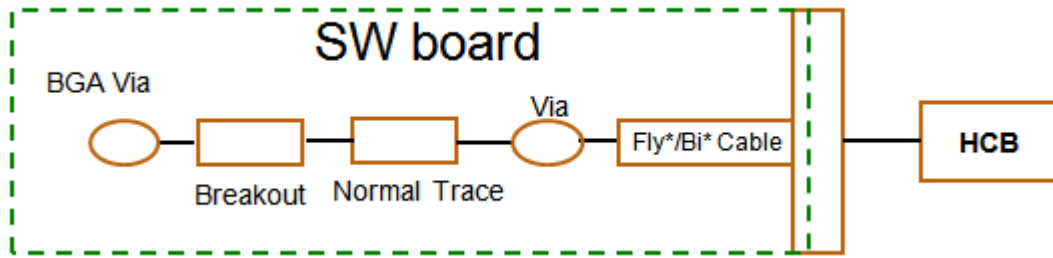 SW board
BGA Via
Via
Fly*/Bi* Cable
HCB
Breakout
Normal Trace